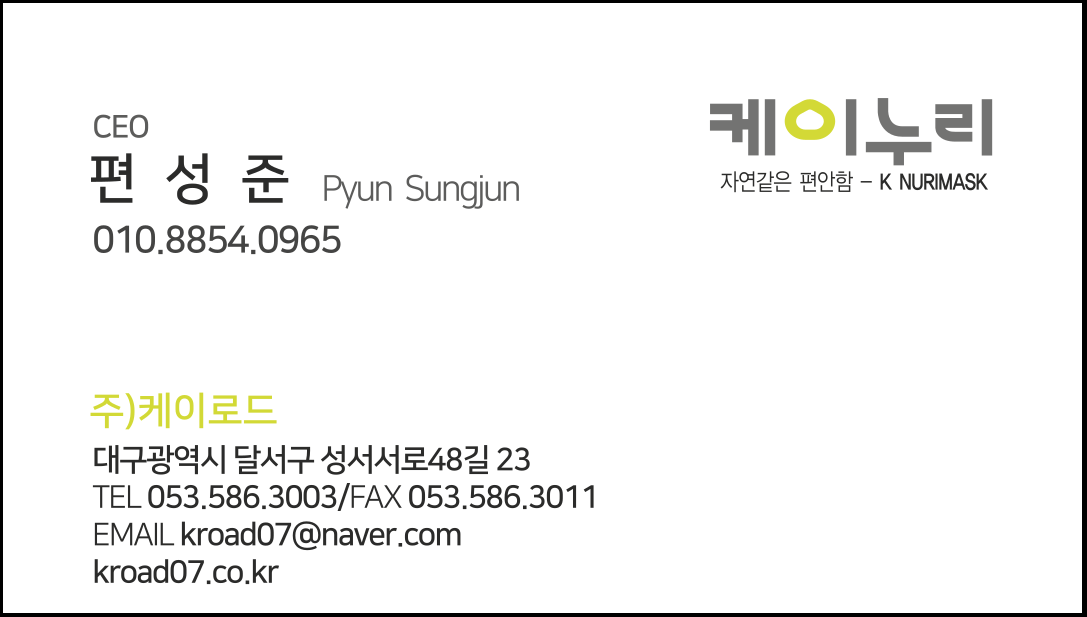 CEO
편 성 준 Pyun Sungjun
010.8854.0965
케이누리
자연같은 편안함 – K NURIMASK
주)케이로드
대구광역시 달서구 성서서로48길 23
TEL 053.586.3003/FAX 053.586.3011
EMAIL kroad07@naver.com
kroad07.co.kr